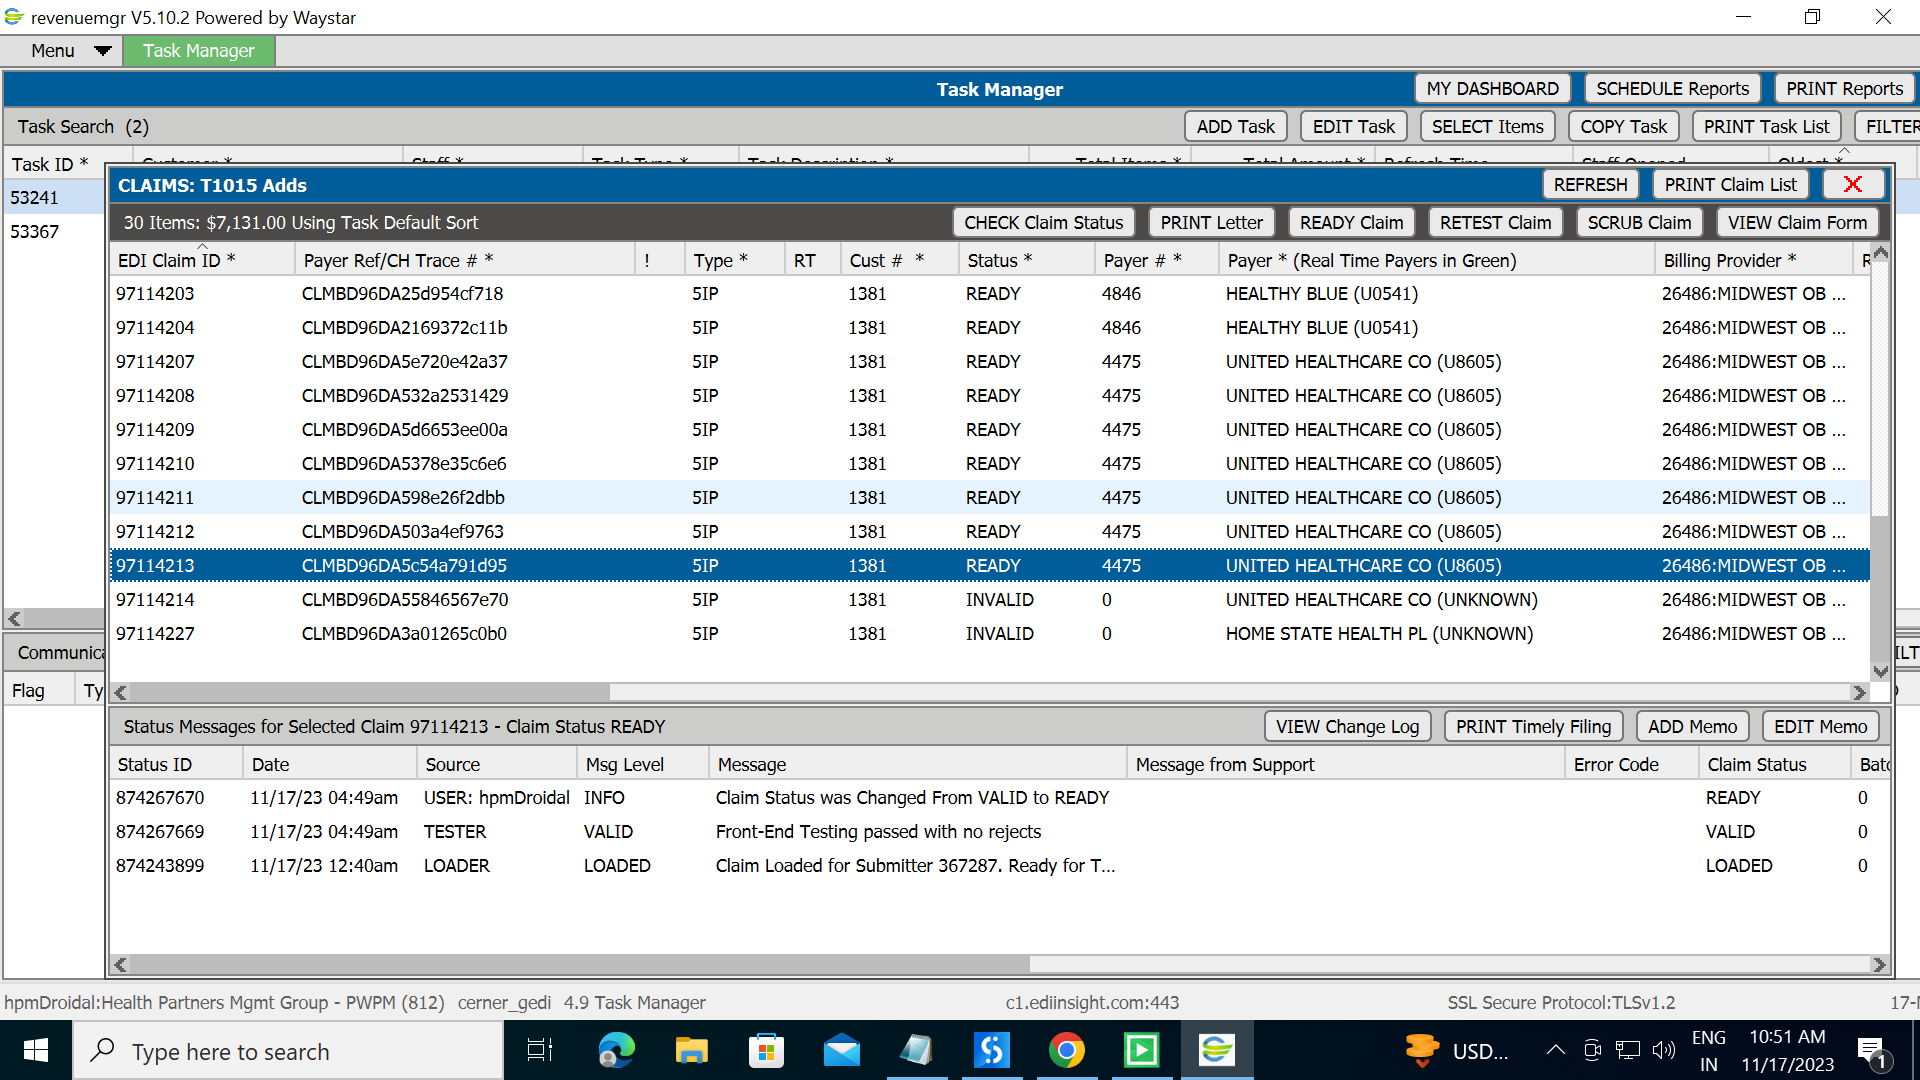 revenuemgr V5.10.2 Powered by Waystar
Menu Task Manager
Task Manager MY DASHBOARD SCHEDULE Reports PRINT Reports
Task Search (2) ADD Task EDIT Task SELECT Items COPY Task PRINT Task List FILTER
Task ID * Customer * Staff * Task Type * Task Description * Total Items * Total Amount * Refresh Time Staff Opened Oldest *
53241
53367
CLAIMS: T1015 Adds REFRESH PRINT Claim List X
30 Items: $7,131.00 Using Task Default Sort CHECK Claim Status PRINT Letter READY Claim RETEST Claim SCRUB Claim VIEW Claim Form
EDI Claim ID * Payer Ref/CH Trace # * ! Type * RT Cust # * Status * Payer # * Payer * (Real Time Payers in Green) Billing Provider *
97114203 CLMBD96DA25d954cf718 5IP 1381 READY 4846 HEALTHY BLUE (U0541) 26486:MIDWEST OB ...
97114204 CLMBD96DA2169372c11b 5IP 1381 READY 4846 HEALTHY BLUE (U0541) 26486:MIDWEST OB ...
97114207 CLMBD96DA5e720e42a37 5IP 1381 READY 4475 UNITED HEALTHCARE CO (U8605) 26486:MIDWEST OB ...
97114208 CLMBD96DA532a2531429 5IP 1381 READY 4475 UNITED HEALTHCARE CO (U8605) 26486:MIDWEST OB ...
97114209 CLMBD96DA5d6653ee00a 5IP 1381 READY 4475 UNITED HEALTHCARE CO (U8605) 26486:MIDWEST OB ...
97114210 CLMBD96DA5378e35c6e6 5IP 1381 READY 4475 UNITED HEALTHCARE CO (U8605) 26486:MIDWEST OB ...
97114211 CLMBD96DA598e26f2dbb 5IP 1381 READY 4475 UNITED HEALTHCARE CO (U8605) 26486:MIDWEST OB ...
97114212 CLMBD96DA503a4ef9763 5IP 1381 READY 4475 UNITED HEALTHCARE CO (U8605) 26486:MIDWEST OB ...
97114213 CLMBD96DA5c54a791d95 5IP 1381 READY 4475 UNITED HEALTHCARE CO (U8605) 26486:MIDWEST OB ...
97114214 CLMBD96DA55846567e70 5IP 1381 INVALID 0 UNITED HEALTHCARE CO (UNKNOWN) 26486:MIDWEST OB ...
97114227 CLMBD96DA3a01265c0b0 5IP 1381 INVALID 0 HOME STATE HEALTH PL (UNKNOWN) 26486:MIDWEST OB ...
Communica
Flag Ty
Status Messages for Selected Claim 97114213 - Claim Status READY VIEW Change Log PRINT Timely Filing ADD Memo EDIT Memo
Status ID Date Source Msg Level Message Message from Support Error Code Claim Status Batc
874267670 11/17/23 04:49am USER: hpmDroidal INFO Claim Status was Changed From VALID to READY READY 0
874267669 11/17/23 04:49am TESTER VALID Front-End Testing passed with no rejects VALID 0
874243899 11/17/23 12:40am LOADER LOADED Claim Loaded for Submitter 367287. Ready for T... LOADED 0
hpmDroidal:Health Partners Mgmt Group - PWPM (812) cerner_gedi 4.9 Task Manager c1.ediinsight.com:443 SSL Secure Protocol:TLSv1.2 17-
Type here to search USD... ENG IN 10:51 AM 11/17/2023 1